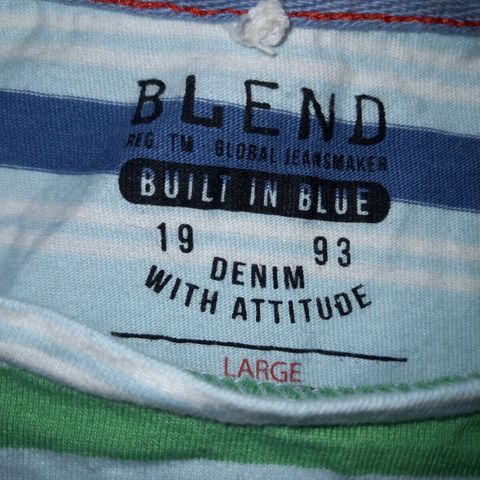 BLEND
REG. TM GLOBAL JEANSMAKER
BUILT IN BLUE
19 93
DENIM
WITH ATTITUDE
LARGE